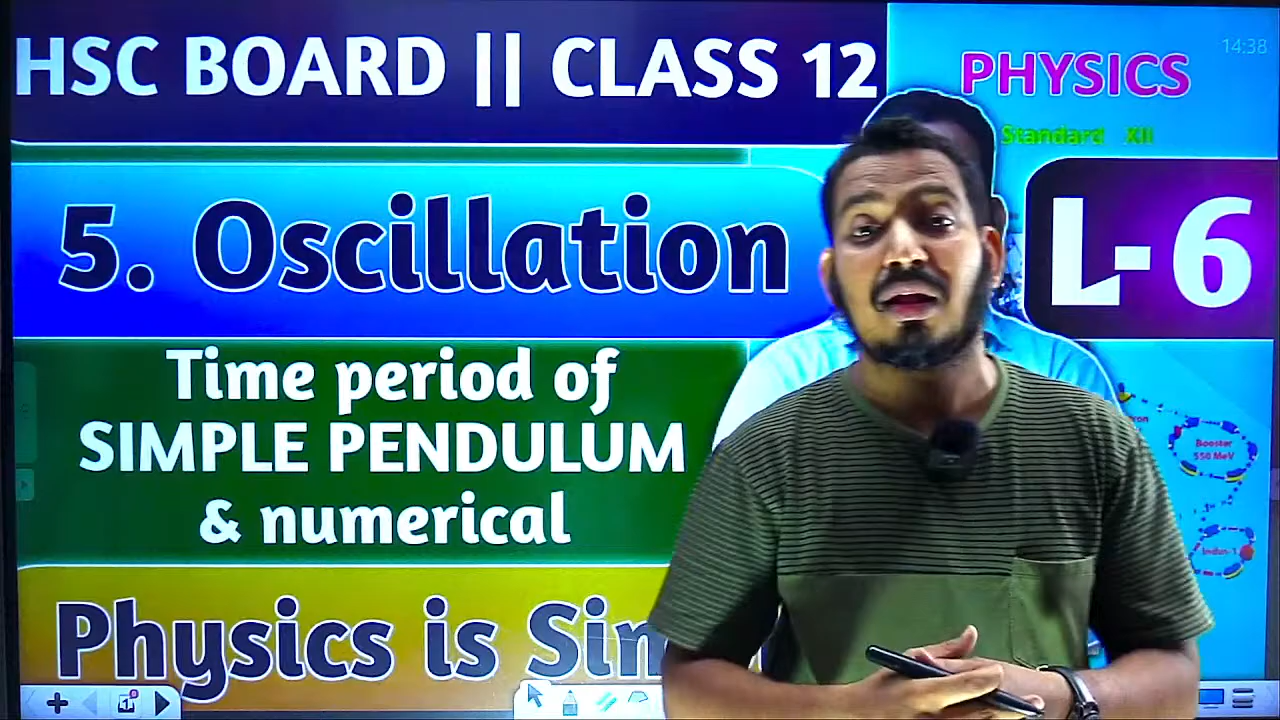 HSC BOARD || CLASS 12
14:38
PHYSICS
Standard XII
5. Oscillation
L-6
Time period of
SIMPLE PENDULUM
& numerical
Booster
550 MeV
Physics is Sim